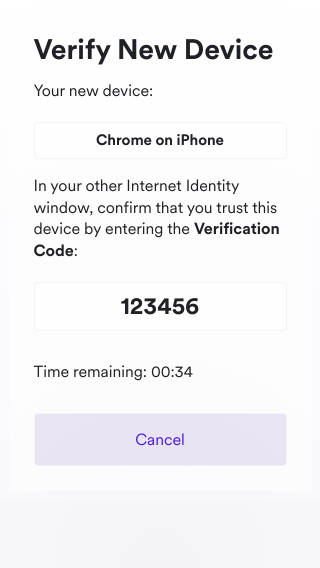 Verify New Device
Your new device:
Chrome on iPhone
In your other Internet Identity
window, confirm that you trust this
device by entering the Verification
Code:
123456
Time remaining: 00:34
Cancel